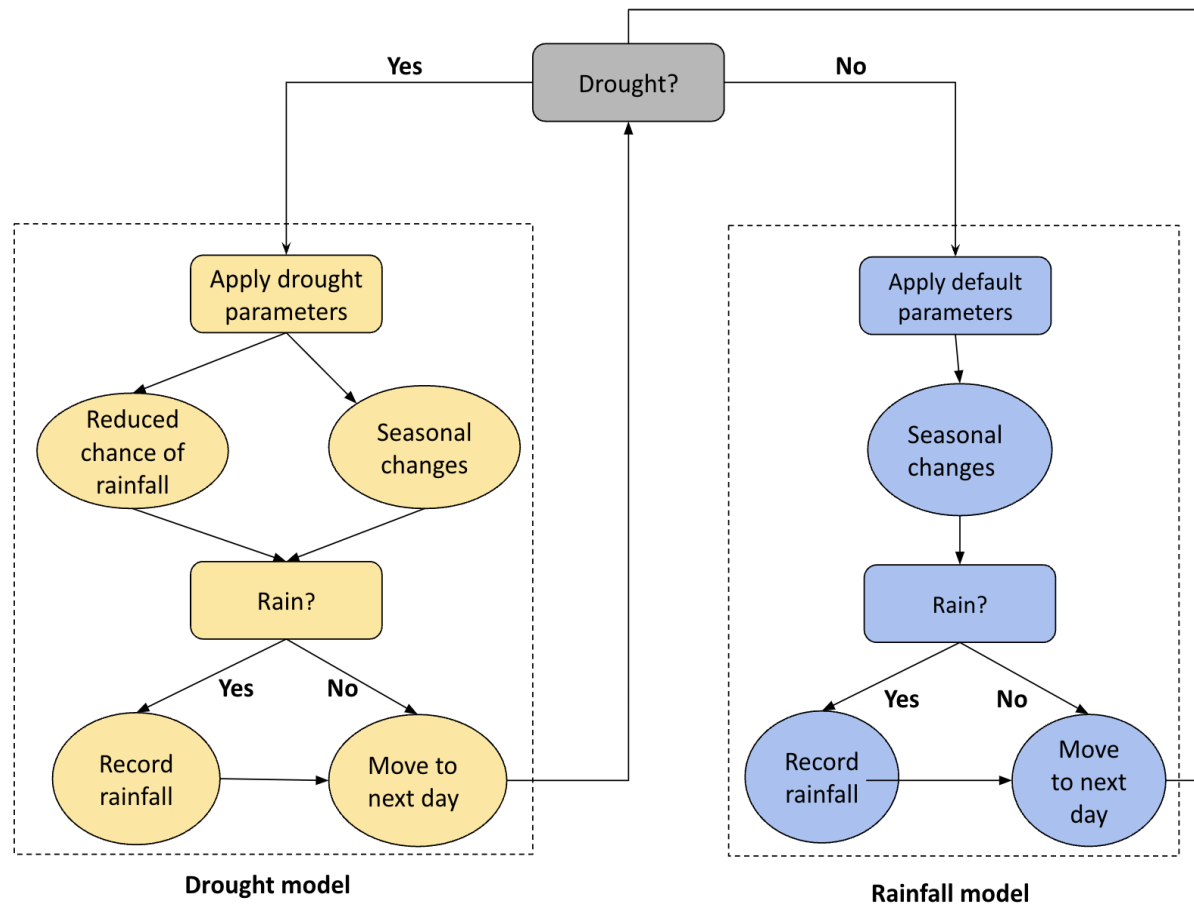 Yes
No
Drought?
Apply drought
parameters
Reduced
chance of
rainfall
Seasonal
changes
Rain?
Yes
No
Record
rainfall
Move to
next day
Drought model
Apply default
parameters
Seasonal
changes
Rain?
Yes
No
Record
rainfall
Move
to next
day
Rainfall model